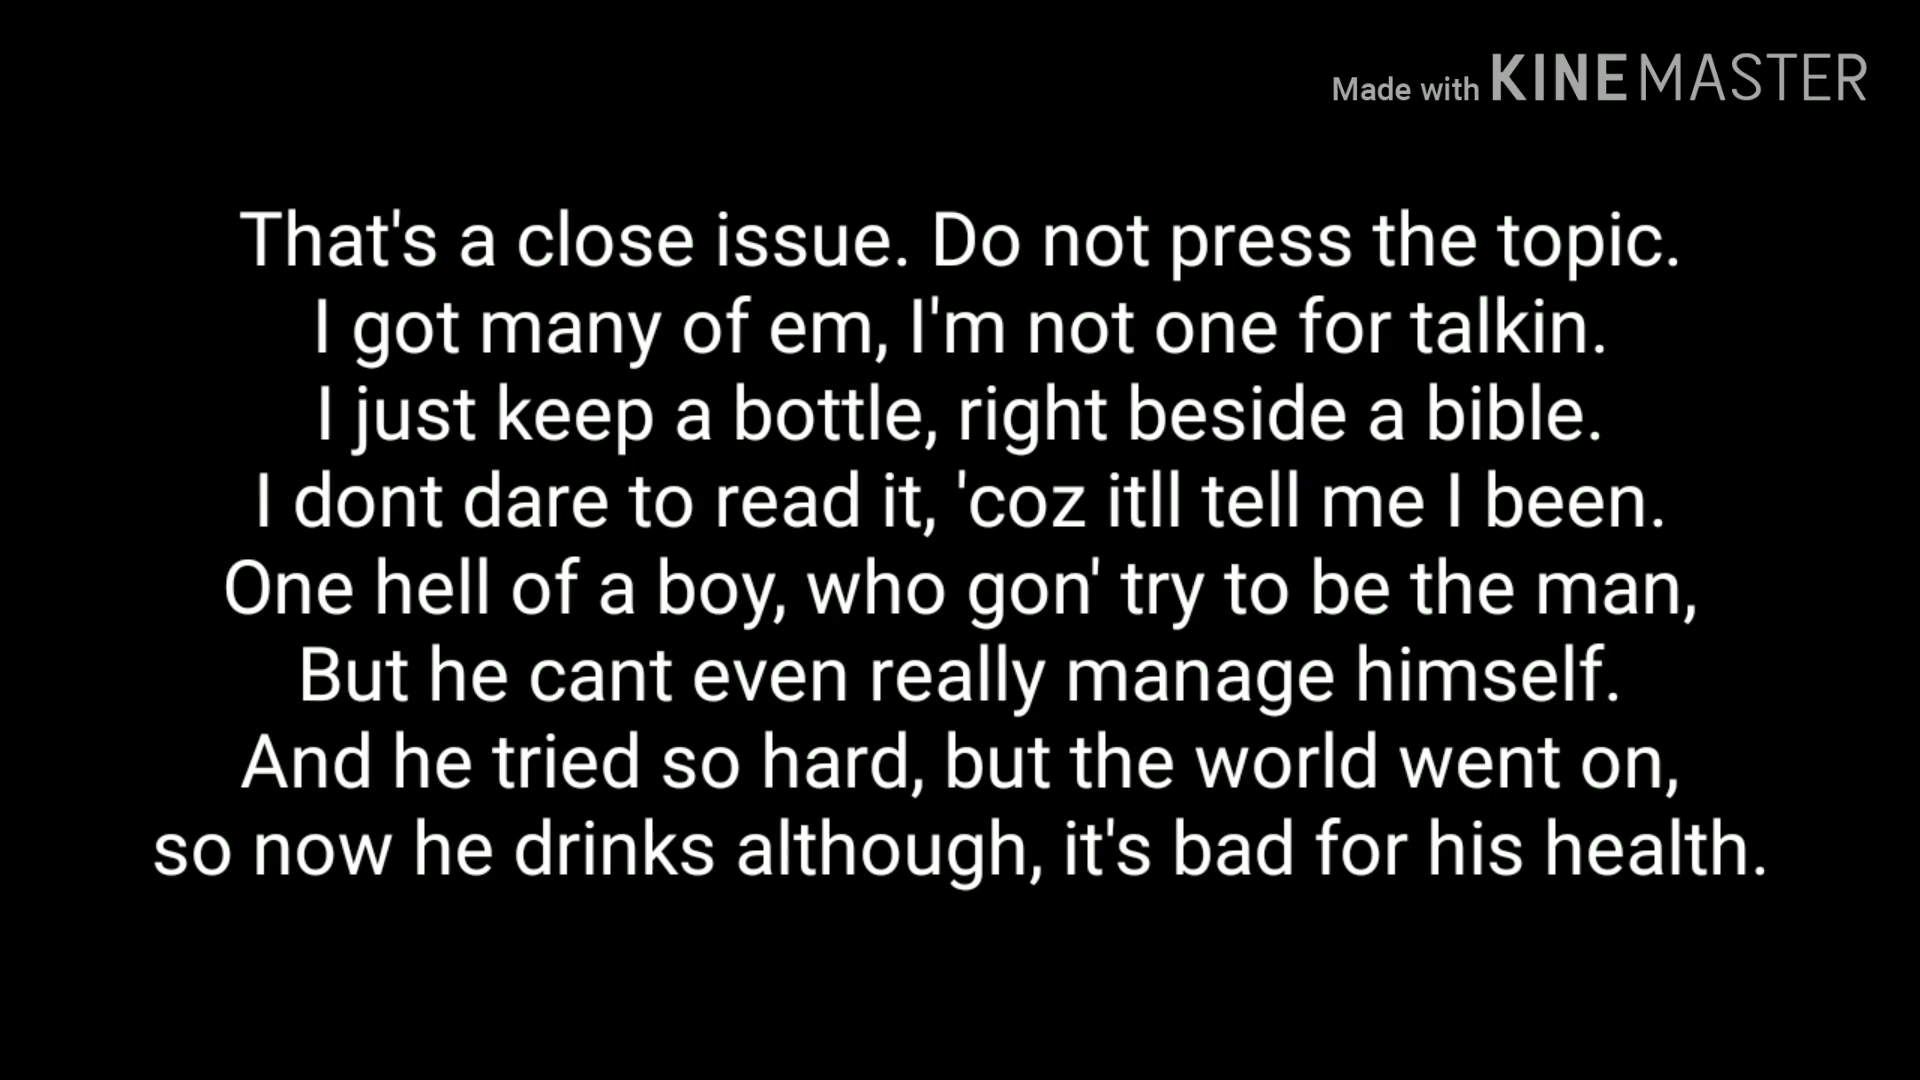 Made with KINEMASTER
That's a close issue. Do not press the topic.
I got many of em, I'm not one for talkin.
I just keep a bottle, right beside a bible.
I dont dare to read it, 'coz itll tell me I been.
One hell of a boy, who gon' try to be the man,
But he cant even really manage himself.
And he tried so hard, but the world went on,
so now he drinks although, it's bad for his health.